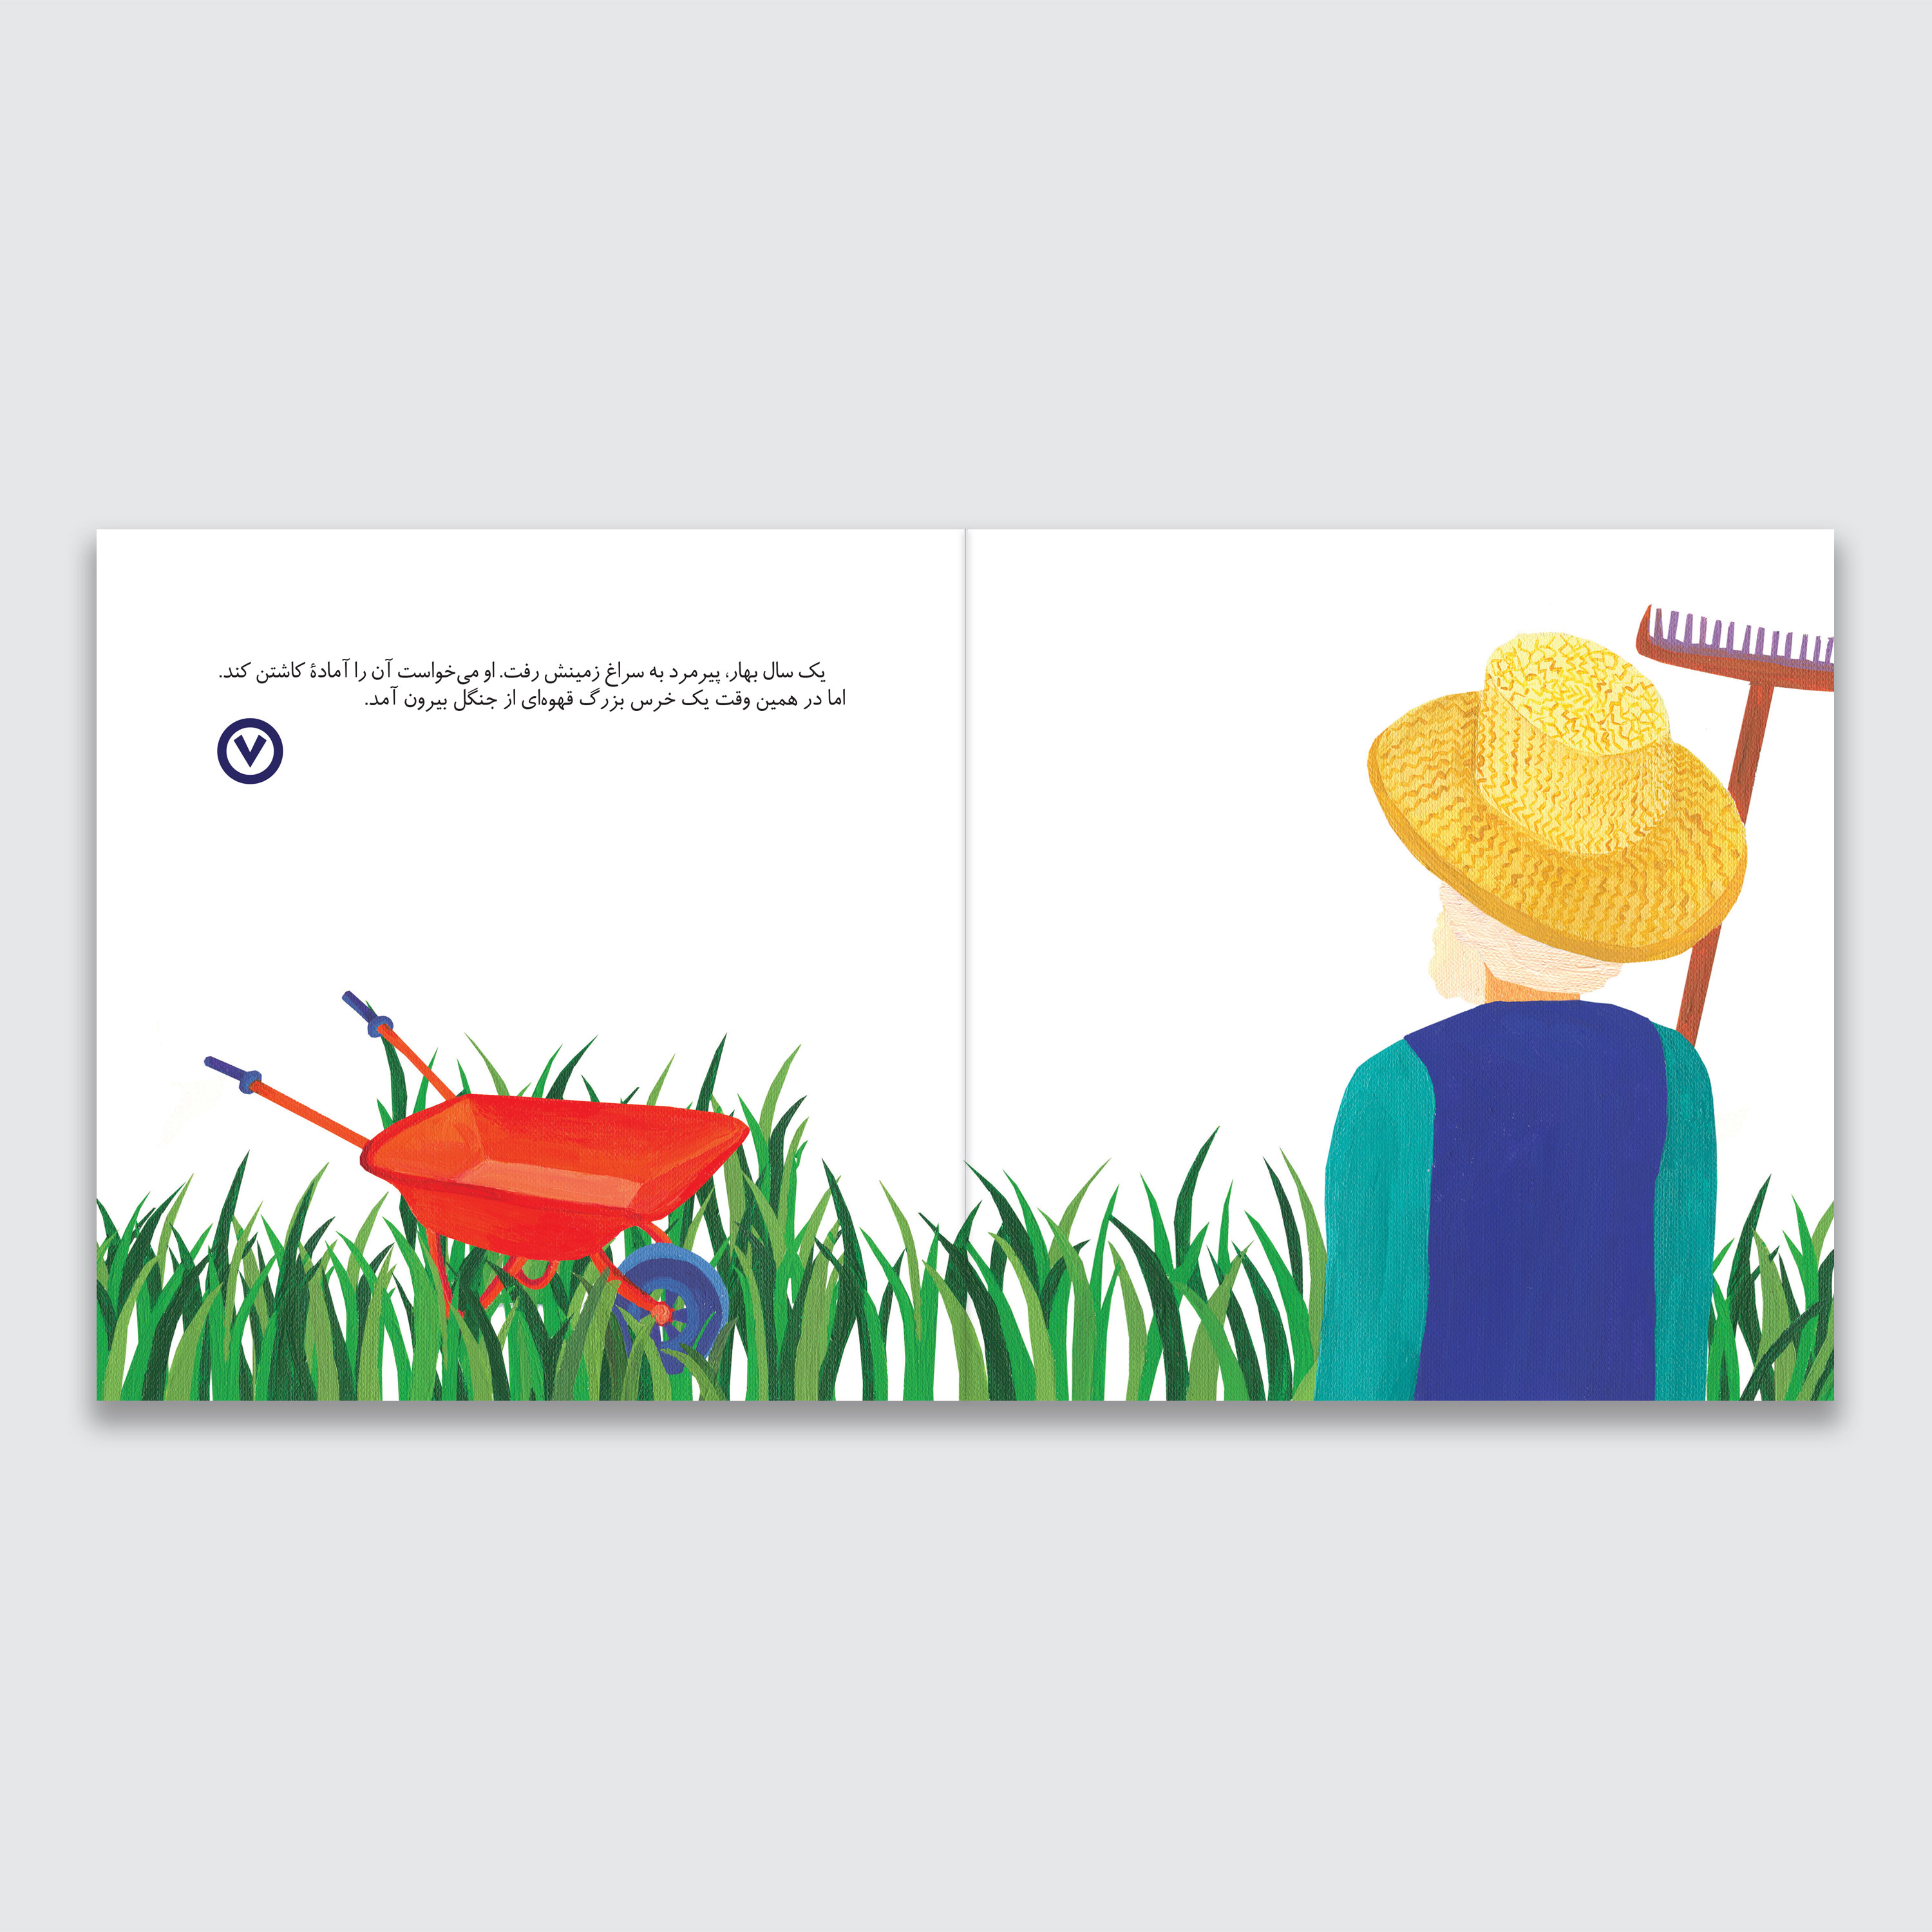 یک سال بهار، پیرمرد به سراغ زمینش رفت. او می‌خواست آن را آمادهٔ کاشتن کند.
اما در همین وقت یک خرس بزرگ قهوه‌ای از جنگل بیرون آمد.
۷